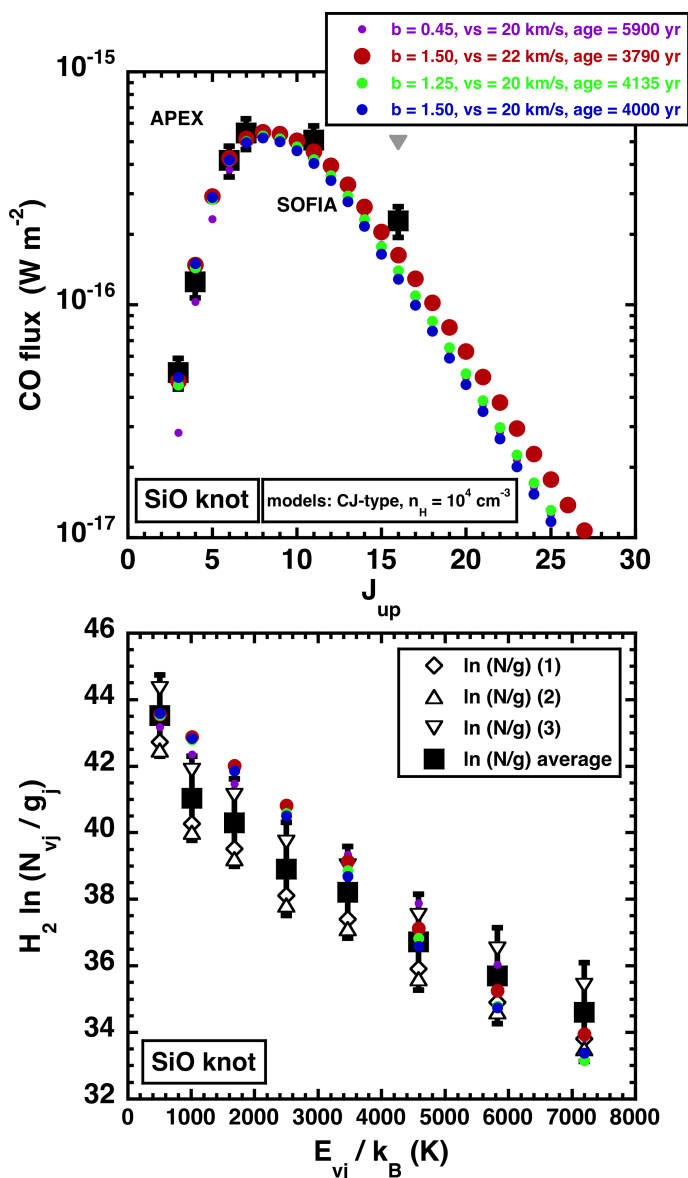 b = 0.45, vs = 20 km/s, age = 5900 yr
b = 1.50, vs = 22 km/s, age = 3790 yr
b = 1.25, vs = 20 km/s, age = 4135 yr
b = 1.50, vs = 20 km/s, age = 4000 yr
10⁻¹⁵
APEX
SOFIA
CO flux (W m⁻²)
10⁻¹⁶
SiO knot
models: CJ-type, n_H = 10⁴ cm⁻³
10⁻¹⁷
0 5 10 15 20 25 30
J_up
46
44
42
40
38
36
34
32
ln (N/g) (1)
ln (N/g) (2)
ln (N/g) (3)
ln (N/g) average
H₂ ln (N_vj / g_j)
SiO knot
0 1000 2000 3000 4000 5000 6000 7000 8000
E_vj / k_B (K)